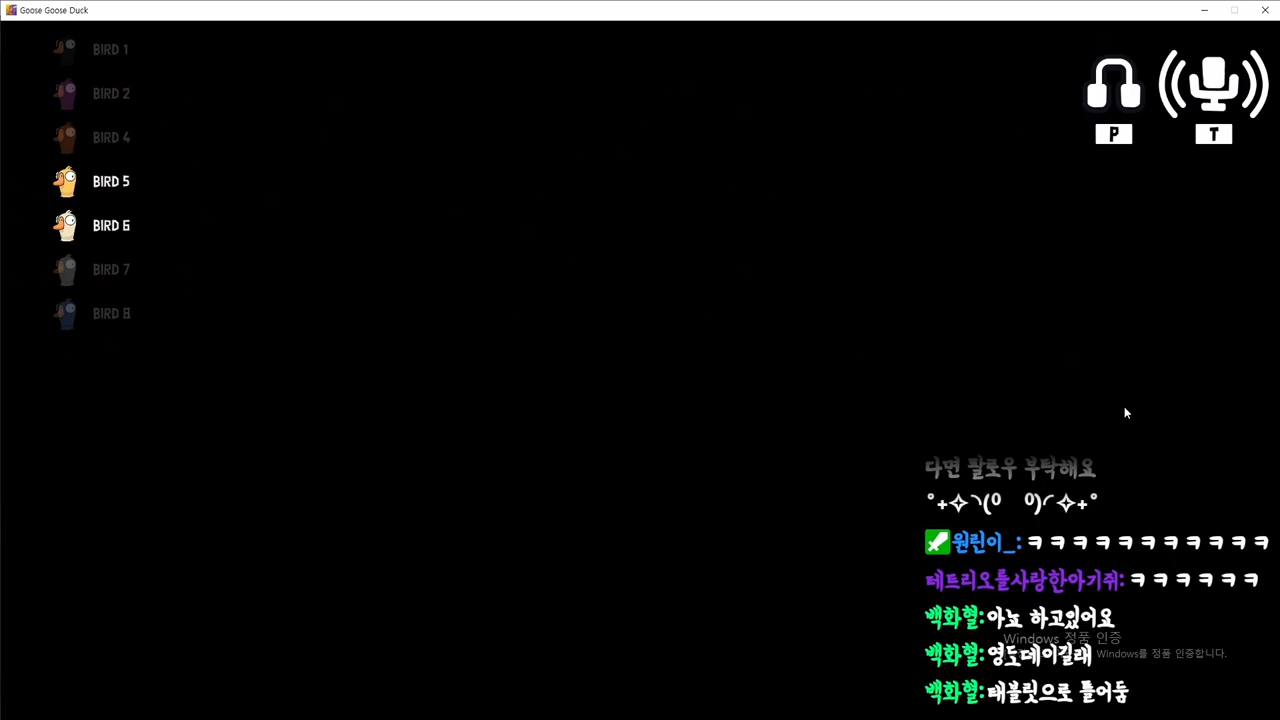 Goose Goose Duck
BIRD 1
BIRD 2
BIRD 4
BIRD 5
BIRD 6
BIRD 7
BIRD 8
P
T
다면 팔로우 부탁해요
°+✧◝(⁰ ⁰)◜✧+°
원린이_:ㅋㅋㅋㅋㅋㅋㅋㅋㅋㅋㅋ
테트리오를사랑한아기쥐:ㅋㅋㅋㅋㅋㅋ
백화혈:아뇨 하고있어요
Windows 정품 인증
백화혈:영도데이길래
Windows를 정품 인증합니다.
백화혈:태블릿으로 틀어둠